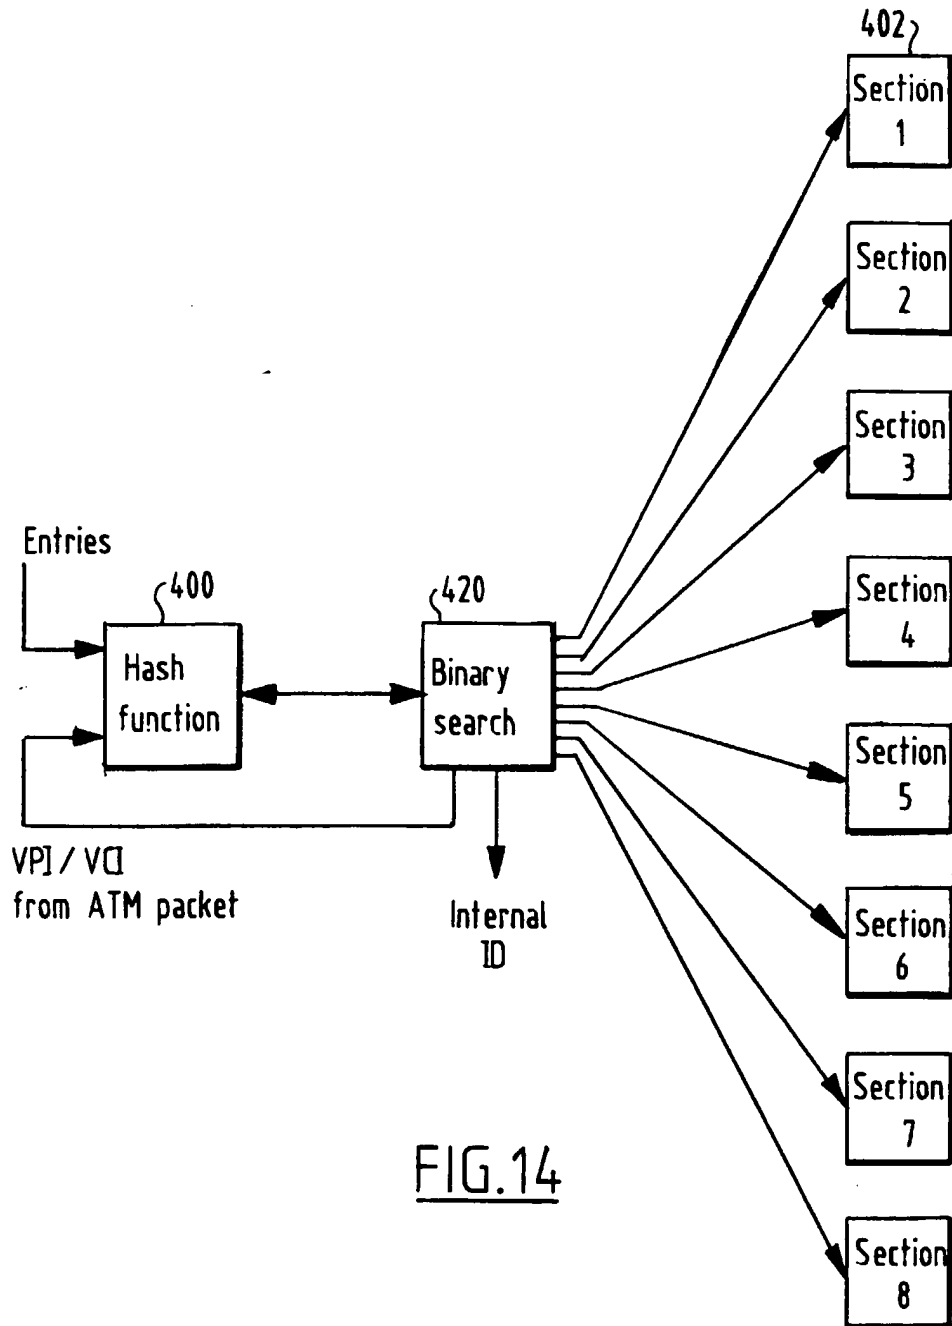 402
Section
1
Section
2
Section
3
Entries
400
420
Section
4
Hash
function
Binary
search
Section
5
VPI / VCI
from ATM packet
Internal
ID
Section
6
Section
7
FIG.14
Section
8